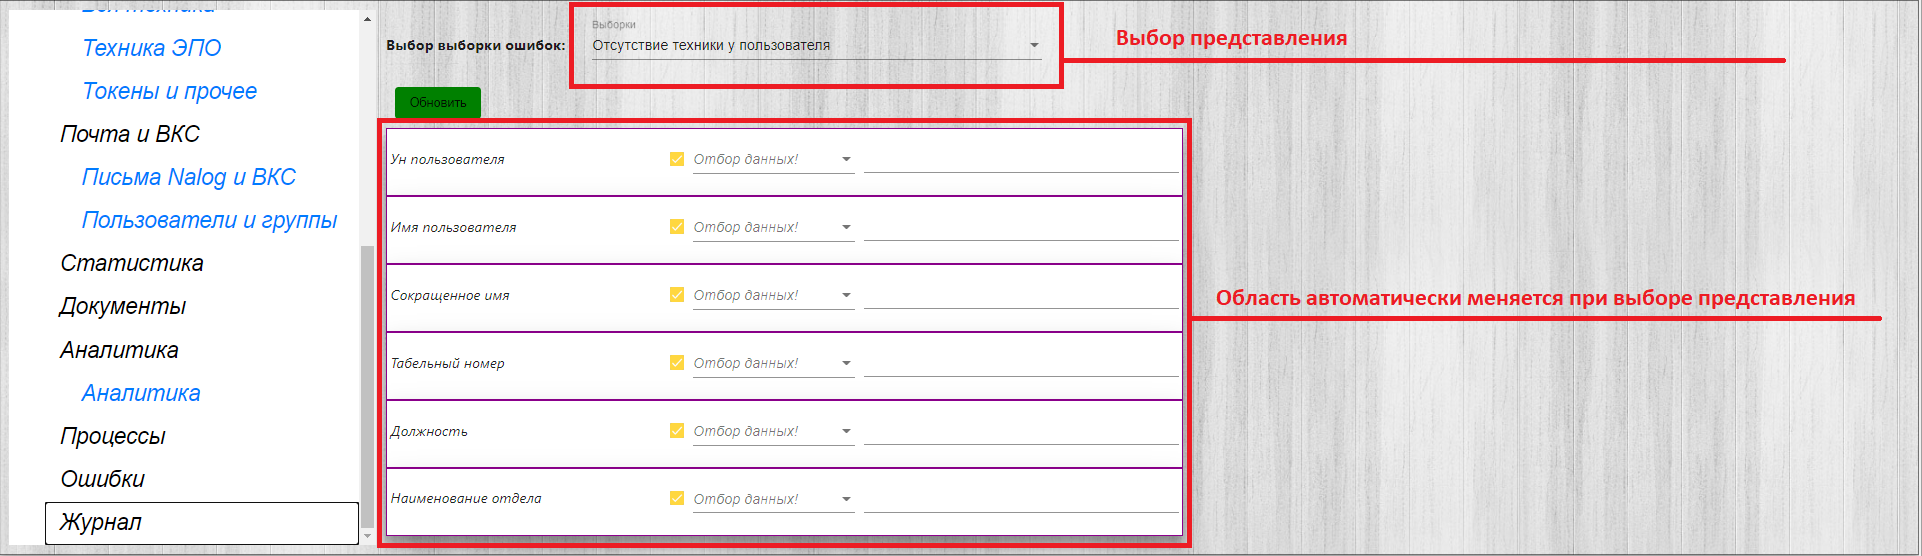 Вся техника
Техника ЭПО
Токены и прочее
Почта и ВКС
Письма Nalog и ВКС
Пользователи и группы
Статистика
Документы
Аналитика
Аналитика
Процессы
Ошибки
Журнал
Выборки
Выбор выборки ошибок: Отсутствие техники у пользователя
Выбор представления
Обновить
Ун пользователя Отбор данных!
Имя пользователя Отбор данных!
Сокращенное имя Отбор данных!
Область автоматически меняется при выборе представления
Табельный номер Отбор данных!
Должность Отбор данных!
Наименование отдела Отбор данных!